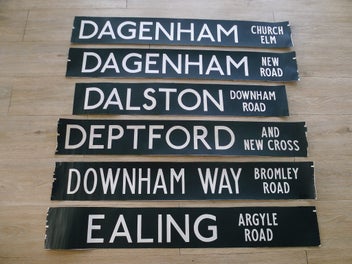 DAGENHAM CHURCH ELM
DAGENHAM NEW ROAD
DALSTON DOWNHAM ROAD
DEPTFORD AND NEW CROSS
DOWNHAM WAY BROMLEY ROAD
EALING ARGYLE ROAD